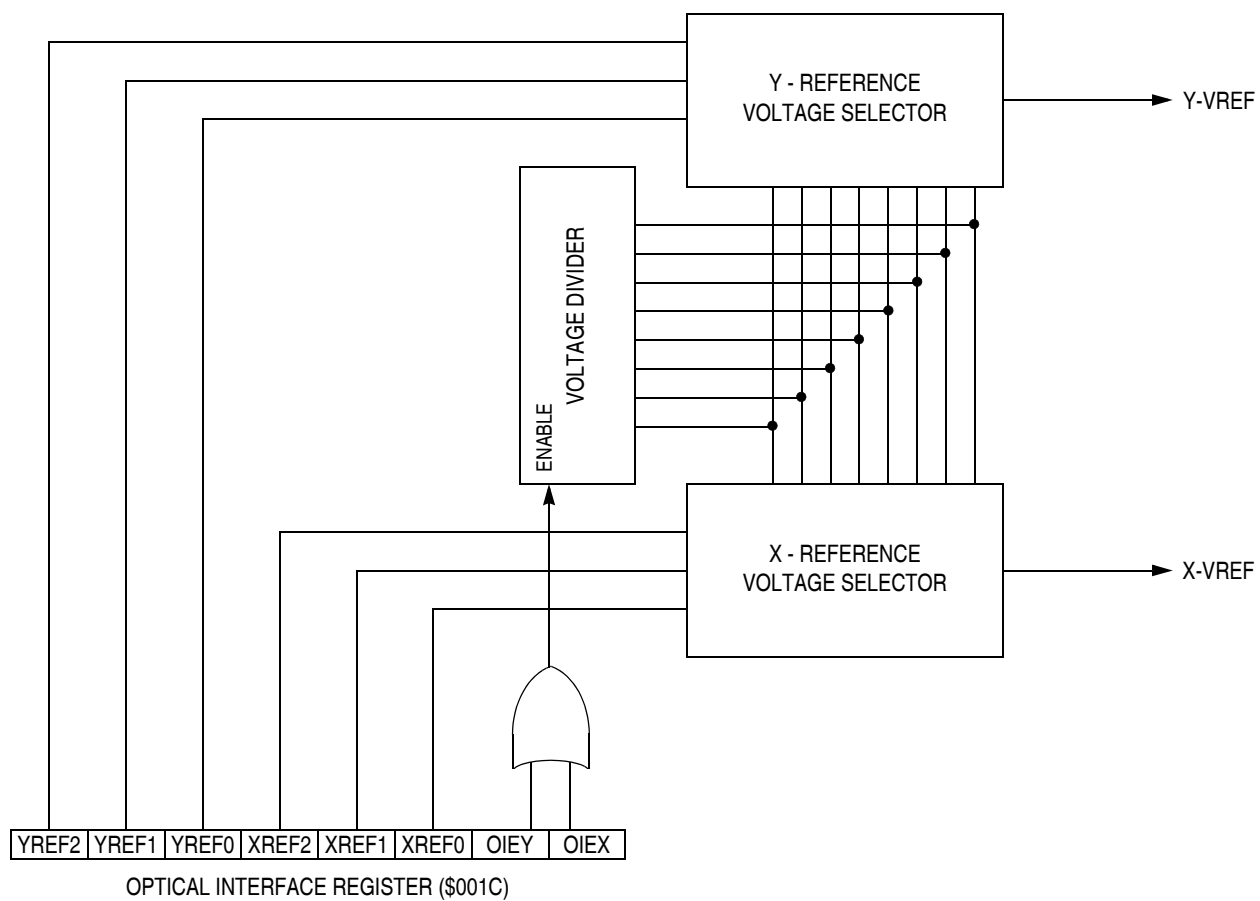 Y - REFERENCE
VOLTAGE SELECTOR
Y-VREF
VOLTAGE DIVIDER
ENABLE
X - REFERENCE
VOLTAGE SELECTOR
X-VREF
YREF2 YREF1 YREF0 XREF2 XREF1 XREF0 OIEY OIEX
OPTICAL INTERFACE REGISTER ($001C)